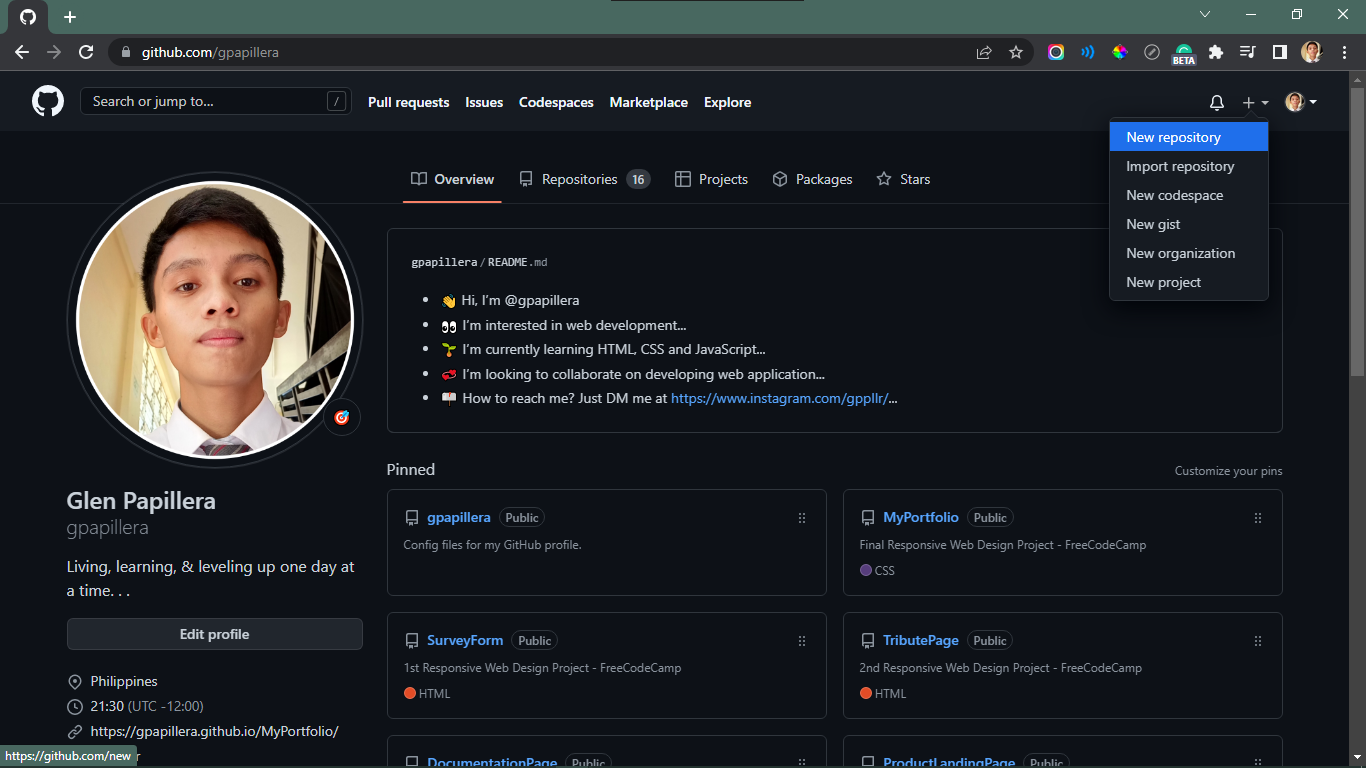 github.com/gpapillera
BETA
Search or jump to... /
Pull requests Issues Codespaces Marketplace Explore
New repository
Import repository
New codespace
New gist
New organization
New project
Overview Repositories 16 Projects Packages Stars
gpapillera/README.md
👋 Hi, I’m @gpapillera
👀 I’m interested in web development...
🌱 I’m currently learning HTML, CSS and JavaScript...
💞️ I’m looking to collaborate on developing web application...
📫 How to reach me? Just DM me at https://www.instagram.com/gppllr/...
Glen Papillera
gpapillera
Living, learning, & leveling up one day at
a time. . .
Edit profile
Philippines
21:30 (UTC -12:00)
https://gpapillera.github.io/MyPortfolio/
Pinned
Customize your pins
gpapillera Public
Config files for my GitHub profile.
MyPortfolio Public
Final Responsive Web Design Project - FreeCodeCamp
CSS
SurveyForm Public
1st Responsive Web Design Project - FreeCodeCamp
HTML
TributePage Public
2nd Responsive Web Design Project - FreeCodeCamp
HTML
DocumentationPage Public
ProductLandingPage Public
https://github.com/new